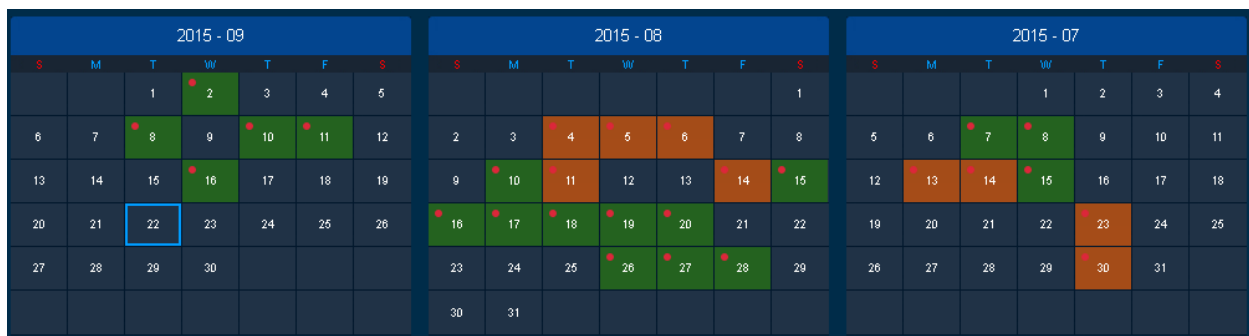 2015 - 09
S M T W T F S
1 2 3 4 5
6 7 8 9 10 11 12
13 14 15 16 17 18 19
20 21 22 23 24 25 26
27 28 29 30
2015 - 08
S M T W T F S
1
2 3 4 5 6 7 8
9 10 11 12 13 14 15
16 17 18 19 20 21 22
23 24 25 26 27 28 29
30 31
2015 - 07
S M T W T F S
1 2 3 4
5 6 7 8 9 10 11
12 13 14 15 16 17 18
19 20 21 22 23 24 25
26 27 28 29 30 31